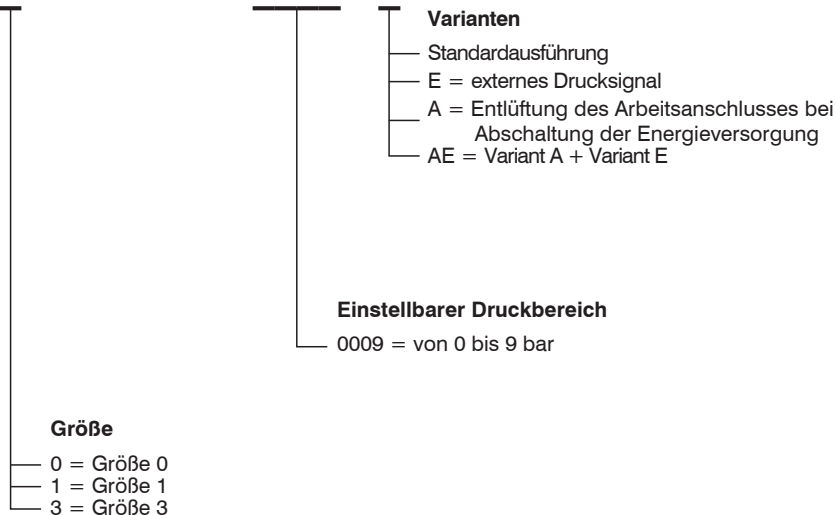 Varianten
Standardausführung
E = externes Drucksignal
A = Entlüftung des Arbeitsanschlusses bei
Abschaltung der Energieversorgung
AE = Variant A + Variant E
Einstellbarer Druckbereich
0009 = von 0 bis 9 bar
Größe
0 = Größe 0
1 = Größe 1
3 = Größe 3